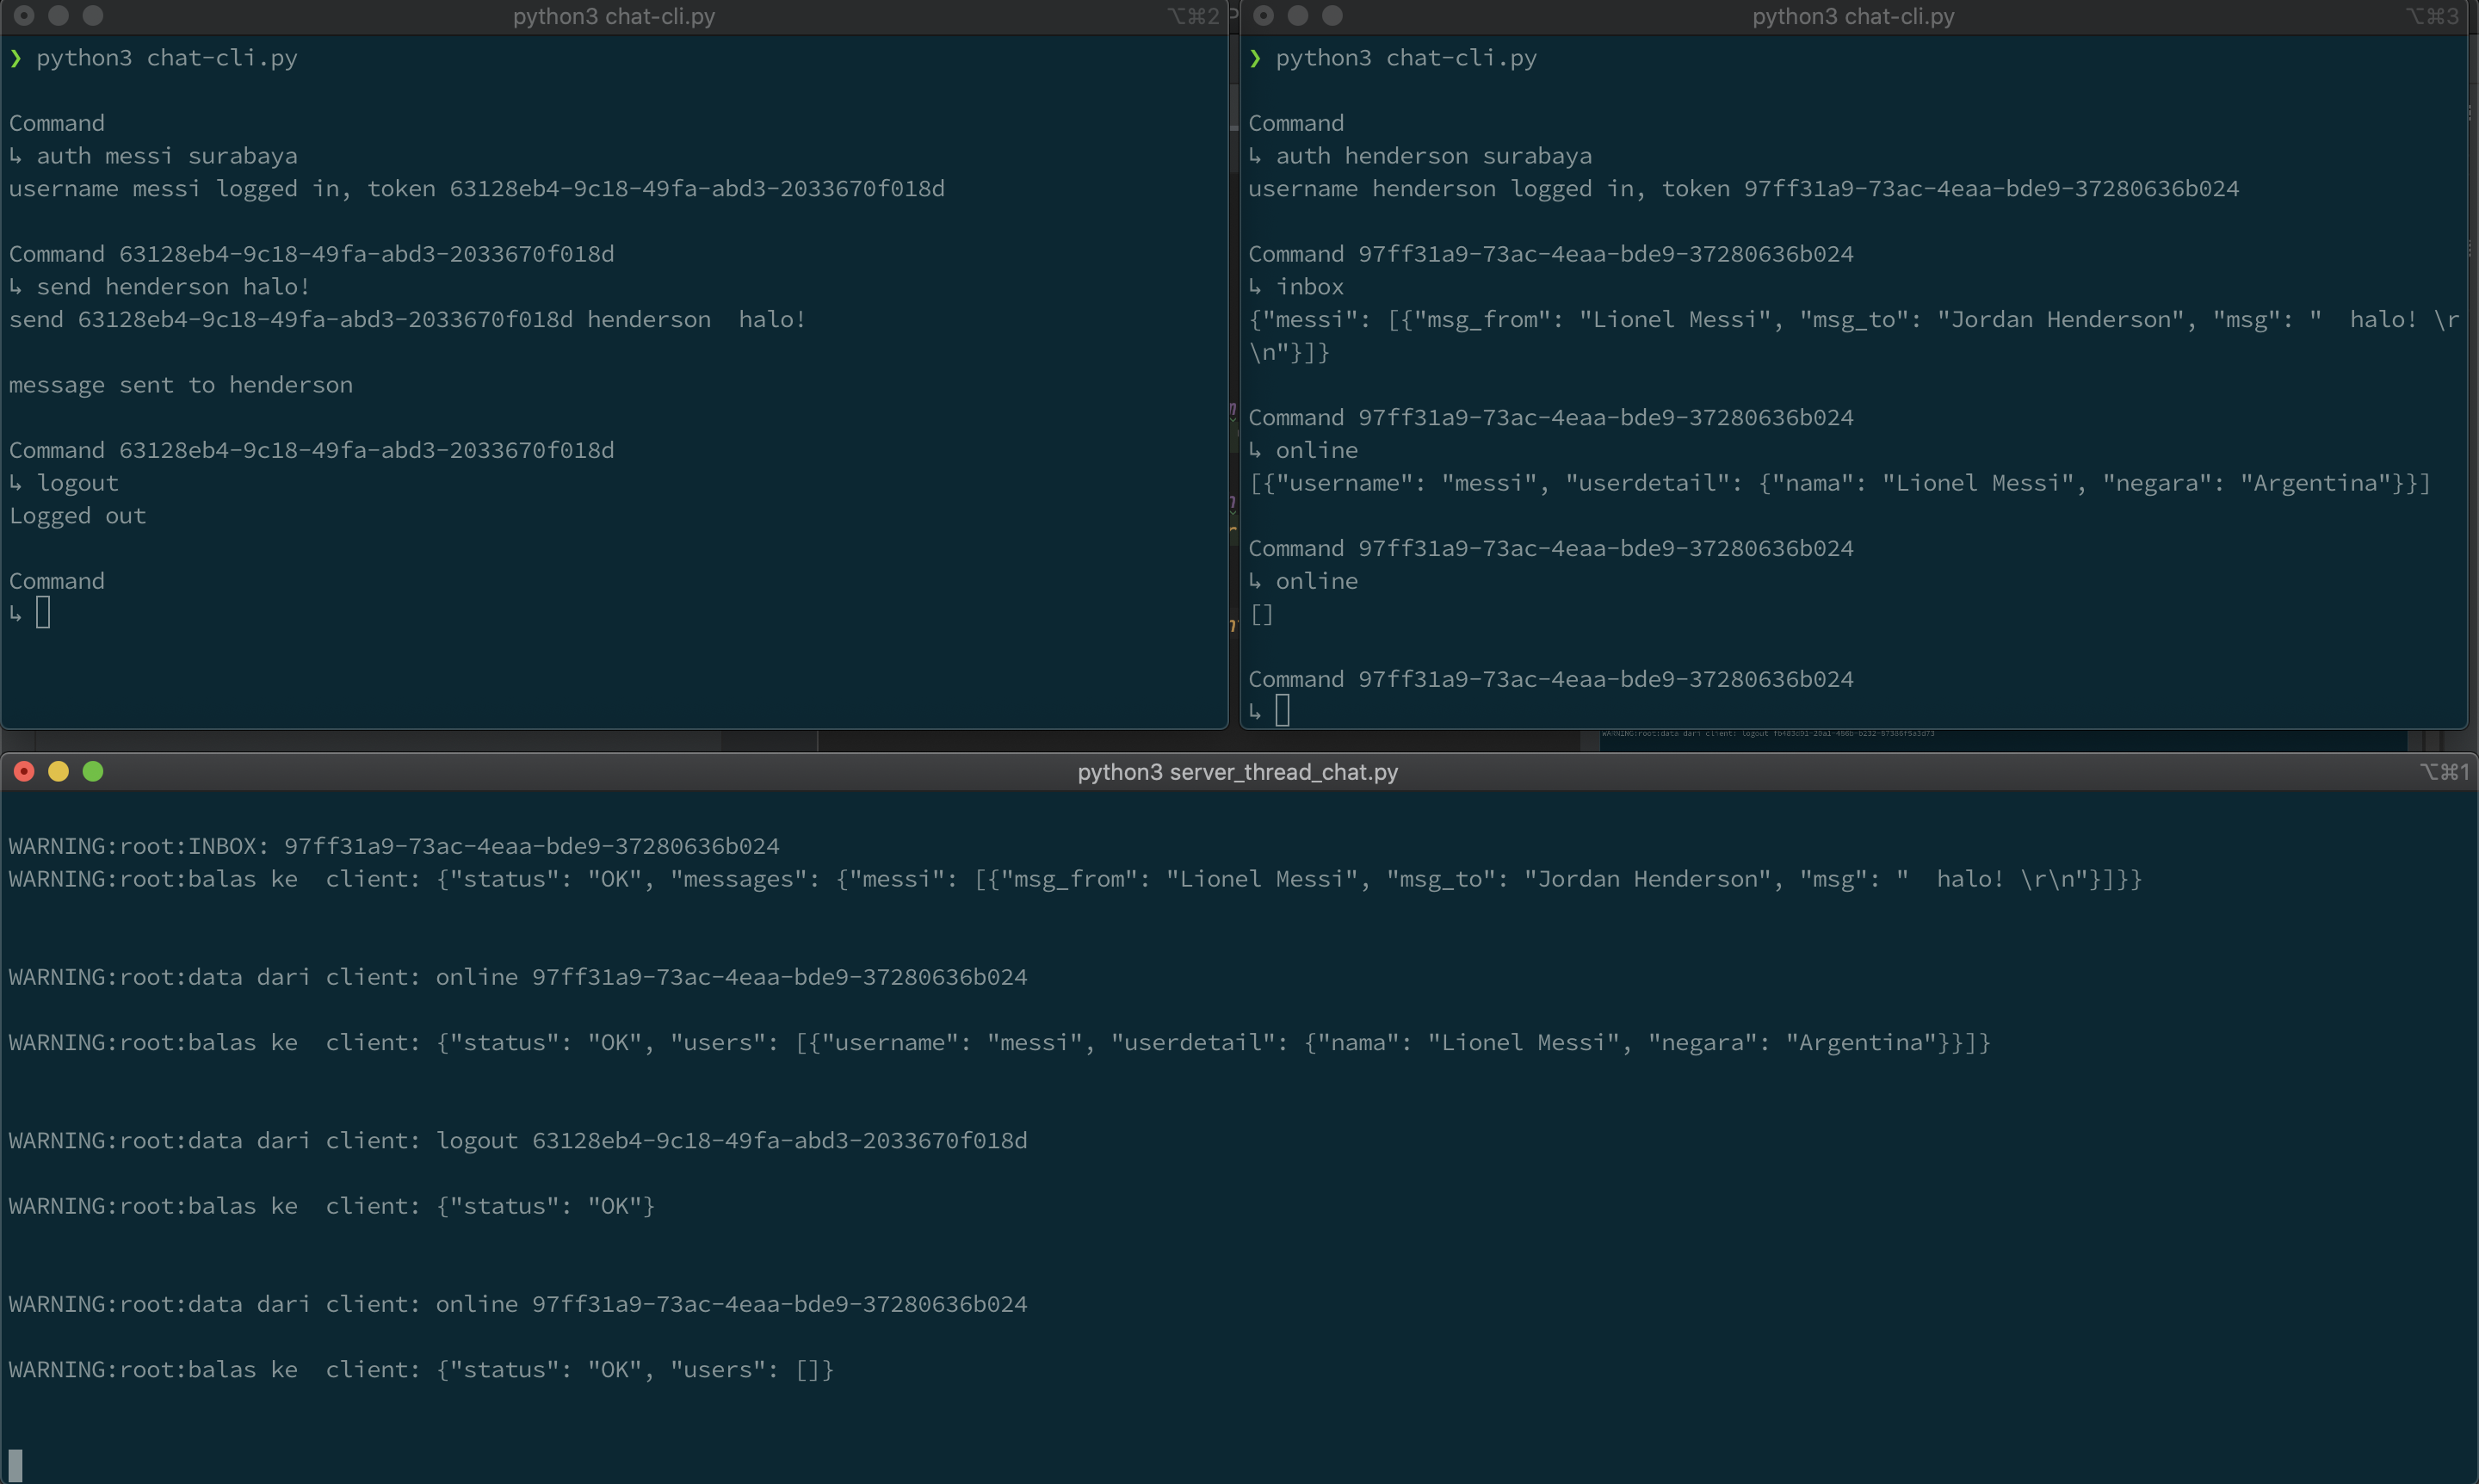 python3 chat-cli.py ⌥⌘2
❯ python3 chat-cli.py
Command
↳ auth messi surabaya
username messi logged in, token 63128eb4-9c18-49fa-abd3-2033670f018d
Command 63128eb4-9c18-49fa-abd3-2033670f018d
↳ send henderson halo!
send 63128eb4-9c18-49fa-abd3-2033670f018d henderson  halo!
message sent to henderson
Command 63128eb4-9c18-49fa-abd3-2033670f018d
↳ logout
Logged out
Command
↳
python3 chat-cli.py ⌥⌘3
❯ python3 chat-cli.py
Command
↳ auth henderson surabaya
username henderson logged in, token 97ff31a9-73ac-4eaa-bde9-37280636b024
Command 97ff31a9-73ac-4eaa-bde9-37280636b024
↳ inbox
{"messi": [{"msg_from": "Lionel Messi", "msg_to": "Jordan Henderson", "msg": "  halo! \r
\n"}]}
Command 97ff31a9-73ac-4eaa-bde9-37280636b024
↳ online
[{"username": "messi", "userdetail": {"nama": "Lionel Messi", "negara": "Argentina"}}]
Command 97ff31a9-73ac-4eaa-bde9-37280636b024
↳ online
[]
Command 97ff31a9-73ac-4eaa-bde9-37280636b024
↳
WARNING:root:data dari client: logout
python3 server_thread_chat.py ⌥⌘1
WARNING:root:INBOX: 97ff31a9-73ac-4eaa-bde9-37280636b024
WARNING:root:balas ke  client: {"status": "OK", "messages": {"messi": [{"msg_from": "Lionel Messi", "msg_to": "Jordan Henderson", "msg": "  halo! \r\n"}]}}
WARNING:root:data dari client: online 97ff31a9-73ac-4eaa-bde9-37280636b024
WARNING:root:balas ke  client: {"status": "OK", "users": [{"username": "messi", "userdetail": {"nama": "Lionel Messi", "negara": "Argentina"}}]}
WARNING:root:data dari client: logout 63128eb4-9c18-49fa-abd3-2033670f018d
WARNING:root:balas ke  client: {"status": "OK"}
WARNING:root:data dari client: online 97ff31a9-73ac-4eaa-bde9-37280636b024
WARNING:root:balas ke  client: {"status": "OK", "users": []}